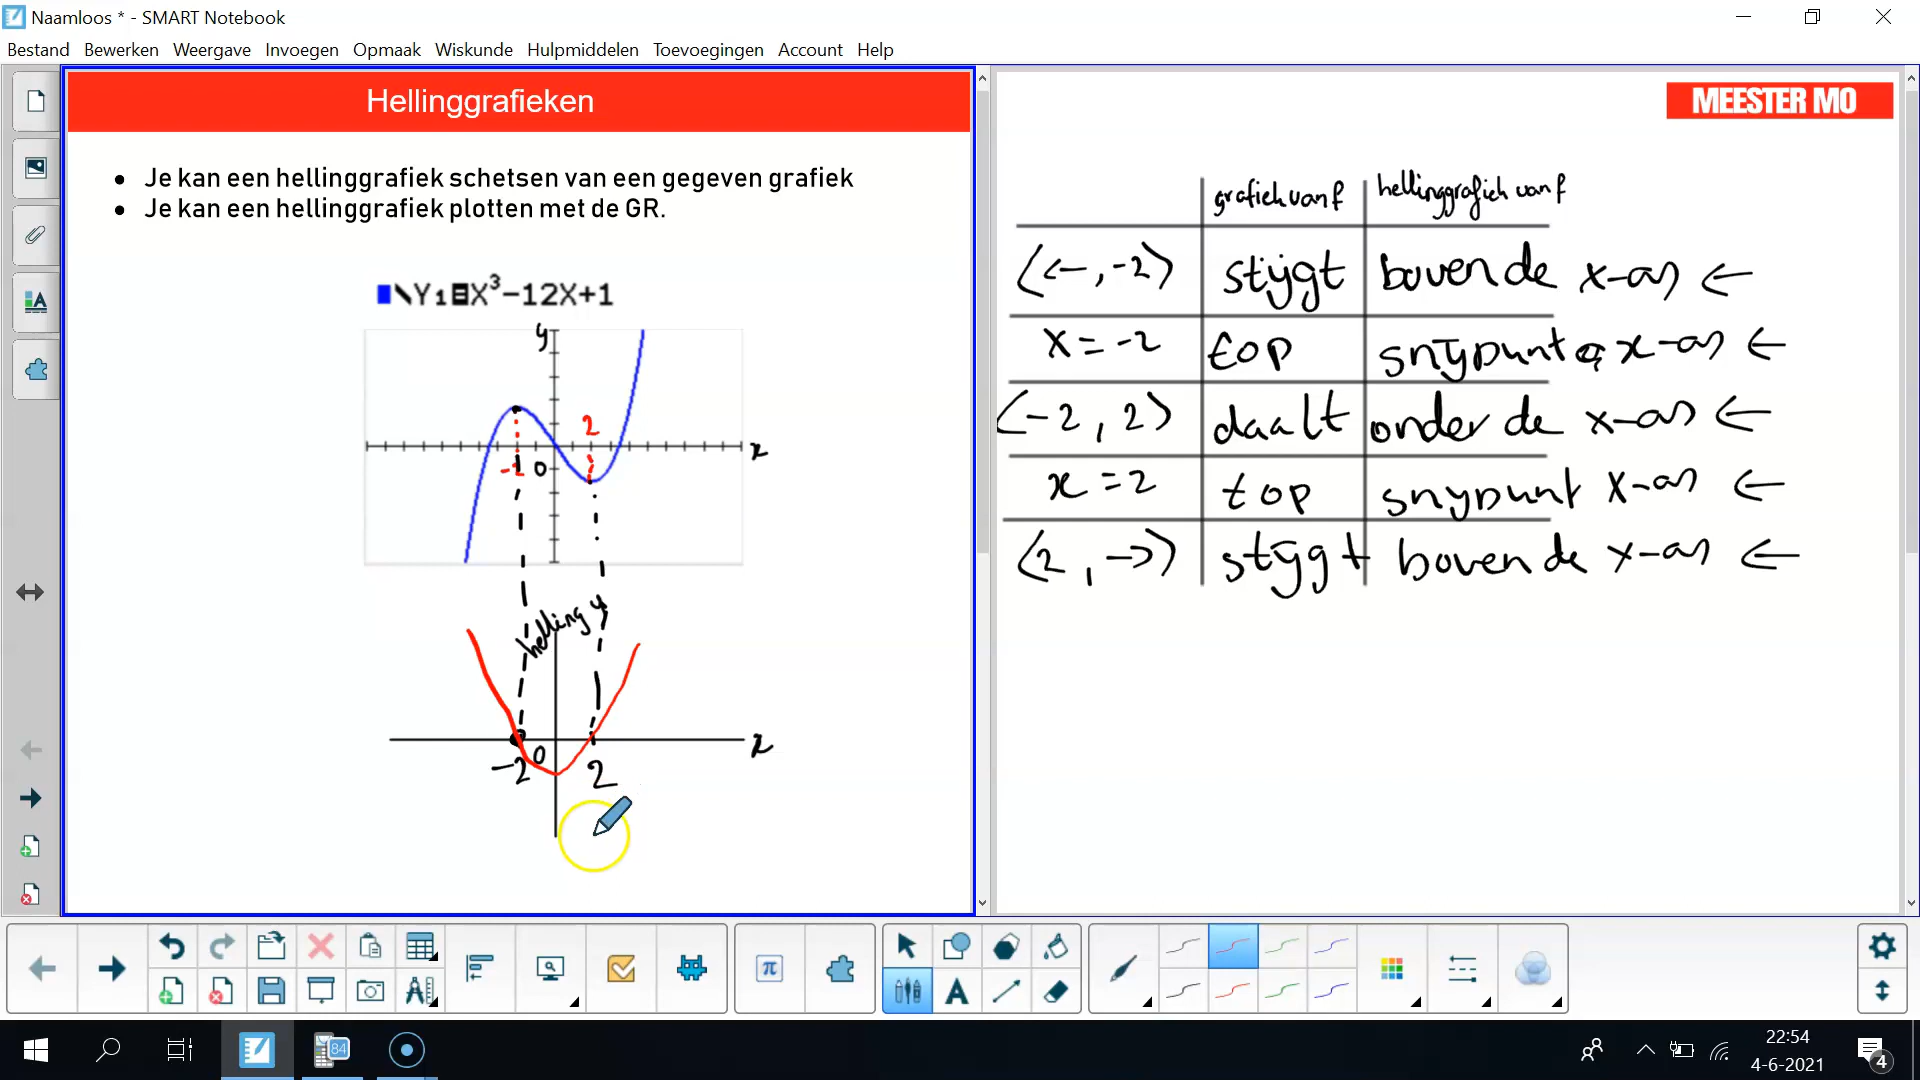 Naamloos * - SMART Notebook
Bestand Bewerken Weergave Invoegen Opmaak Wiskunde Hulpmiddelen Toevoegingen Account Help
Hellinggrafieken
• Je kan een hellinggrafiek schetsen van een gegeven grafiek
• Je kan een hellinggrafiek plotten met de GR.
\Y1=X³-12X+1
y
2
x
-2
0
helling y
x
0
-2
2
MEESTER MO
grafiek van f hellinggrafiek van f
⟨←, -2⟩ stijgt boven de x-as ←
x = -2 top snijpunt x-as ←
⟨-2, 2⟩ daalt onder de x-as ←
x = 2 top snijpunt x-as ←
⟨2, →⟩ stijgt boven de x-as ←
π
A
84
22:54
4-6-2021
4